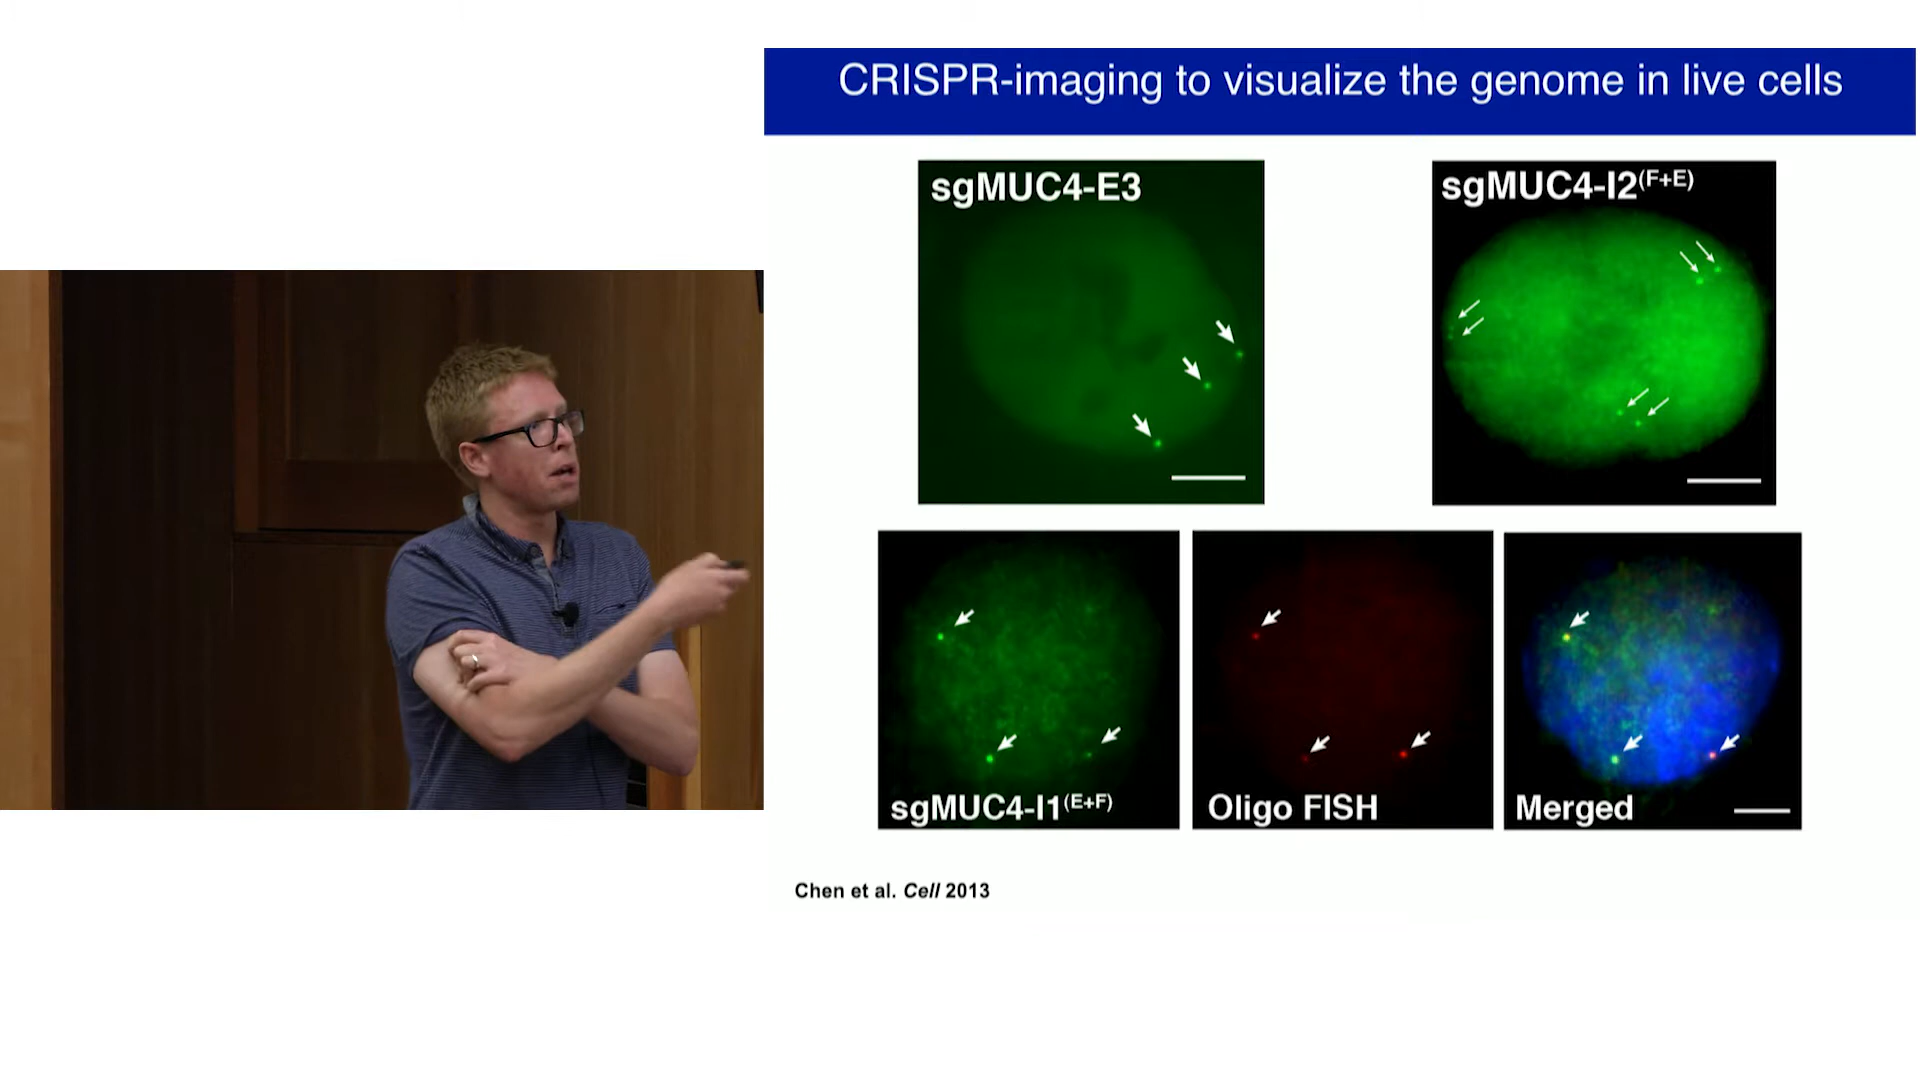 CRISPR-imaging to visualize the genome in live cells
sgMUC4-E3
sgMUC4-I2(F+E)
sgMUC4-I1(E+F)
Oligo FISH
Merged
Chen et al. Cell 2013